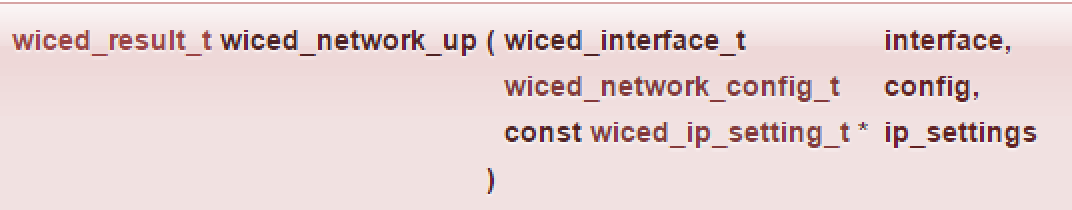 wiced_result_t wiced_network_up ( wiced_interface_t interface,
wiced_network_config_t config,
const wiced_ip_setting_t * ip_settings
)